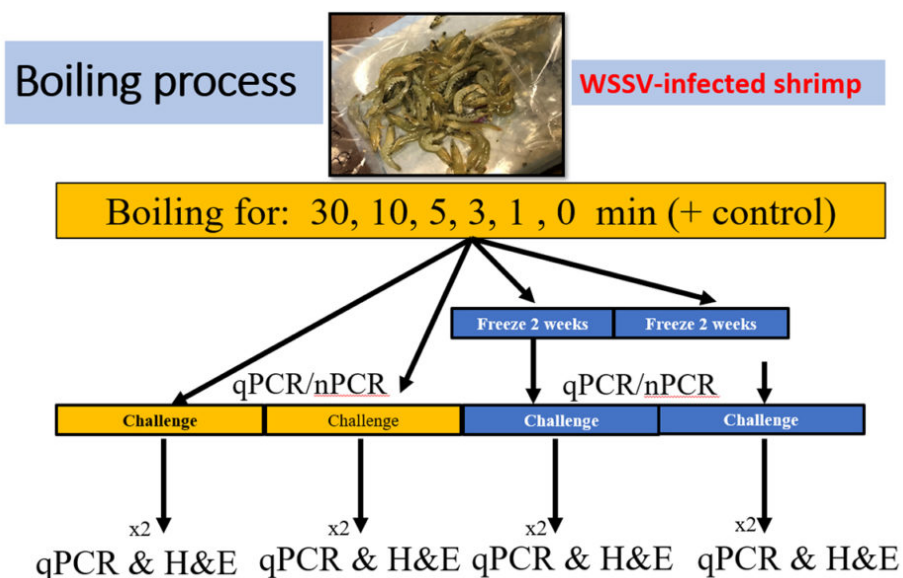 Boiling process
WSSV-infected shrimp
Boiling for: 30, 10, 5, 3, 1 , 0 min (+ control)
Freeze 2 weeks Freeze 2 weeks
qPCR/nPCR qPCR/nPCR
Challenge Challenge Challenge Challenge
x2 x2 x2 x2
qPCR & H&E qPCR & H&E qPCR & H&E qPCR & H&E